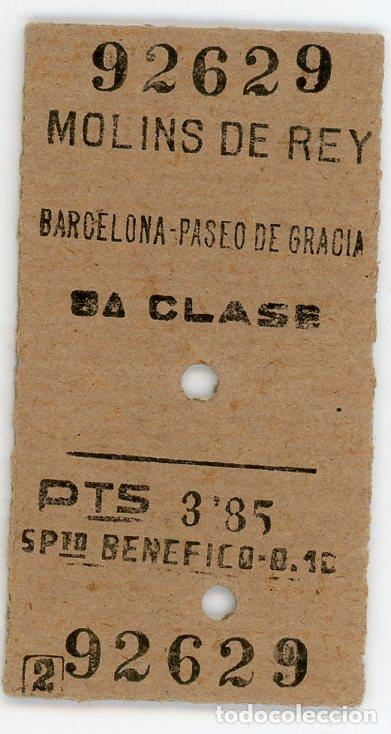 92629
MOLINS DE REY
BARCELONA-PASEO DE GRACIA
3ª CLASE
PTS 3'85
SPTO BENEFICO-0.10
92629
2
todocoleccion